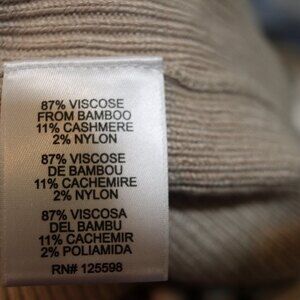 87% VISCOSE
FROM BAMBOO
11% CASHMERE
2% NYLON
87% VISCOSE
DE BAMBOU
11% CACHEMIRE
2% NYLON
87% VISCOSA
DEL BAMBU
11% CACHEMIR
2% POLIAMIDA
RN# 125598